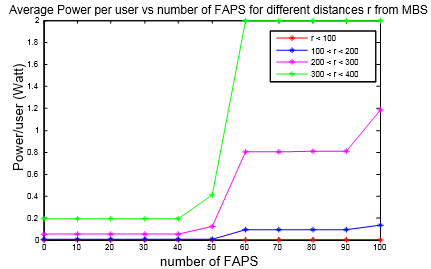 Average Power per user vs number of FAPS for different distances r from MBS
2
1.8
1.6
1.4
1.2
1
0.8
0.6
0.4
0.2
0
Power/user (Watt)
r < 100
100 < r < 200
200 < r < 300
300 < r < 400
0 10 20 30 40 50 60 70 80 90 100
number of FAPS